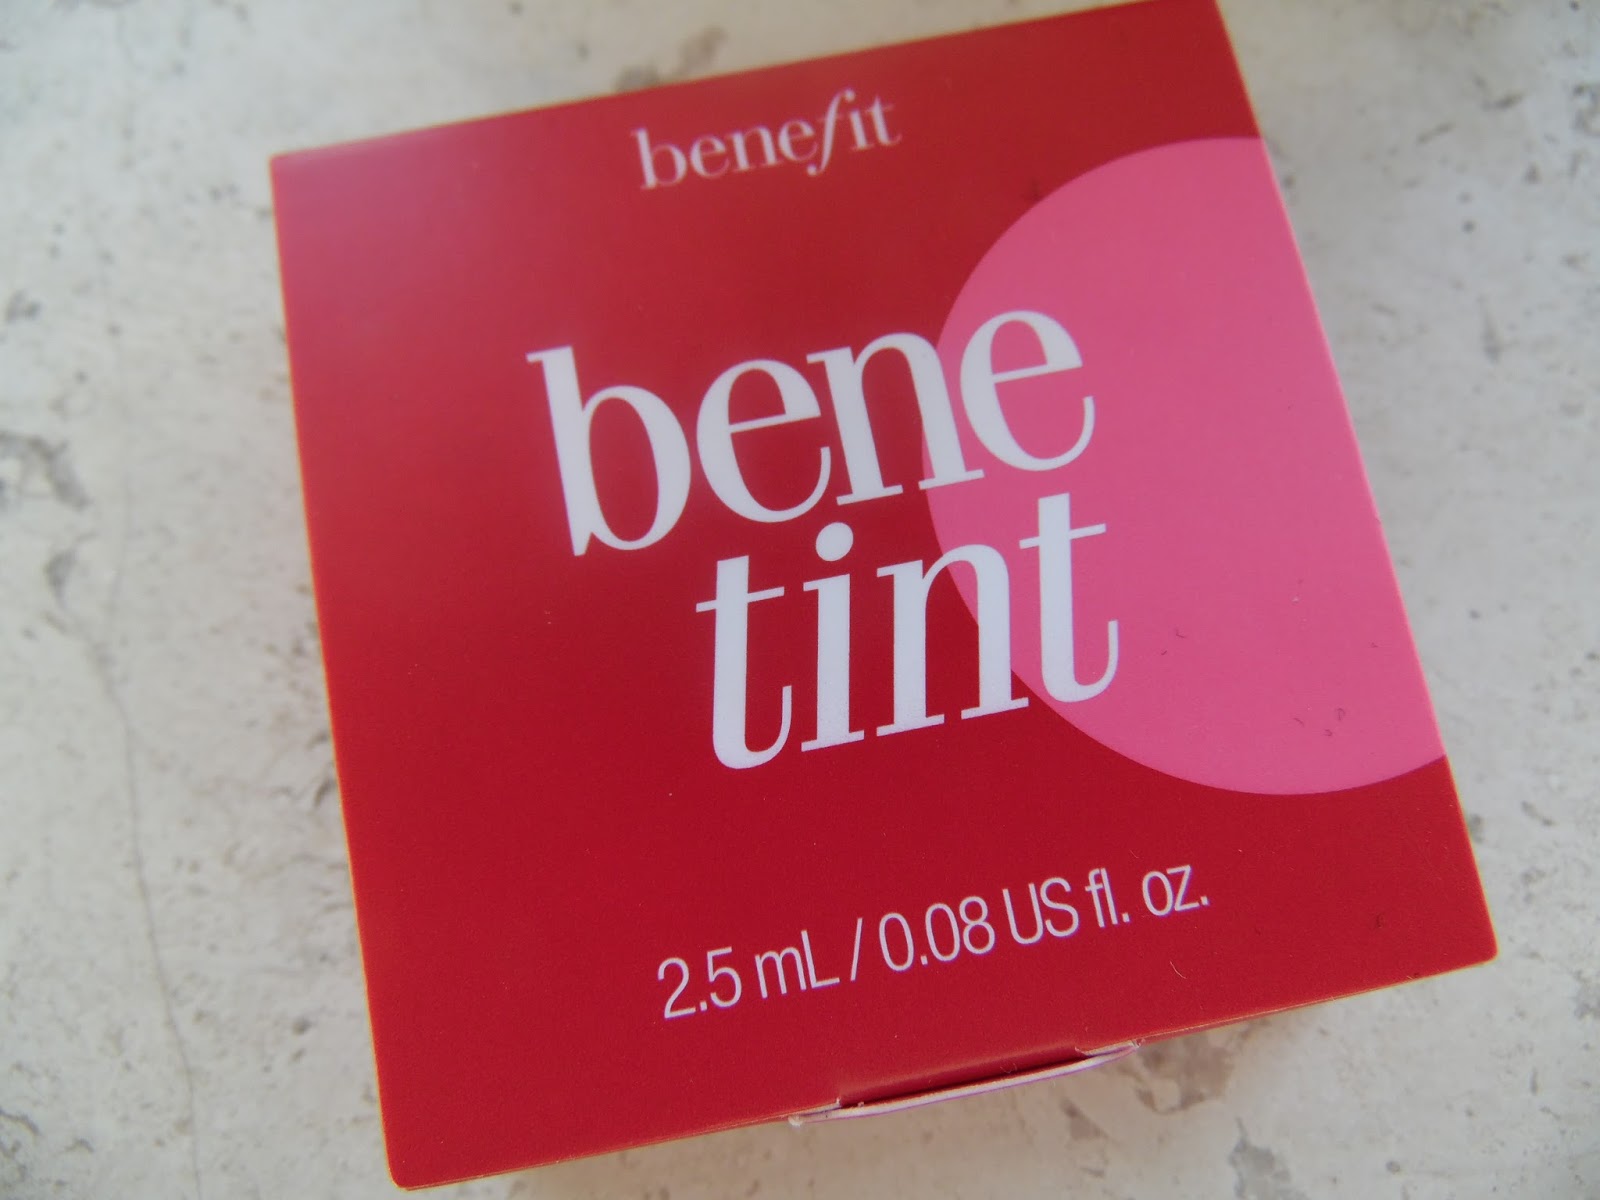 benefit
bene
tint
2.5 mL / 0.08 US fl. oz.